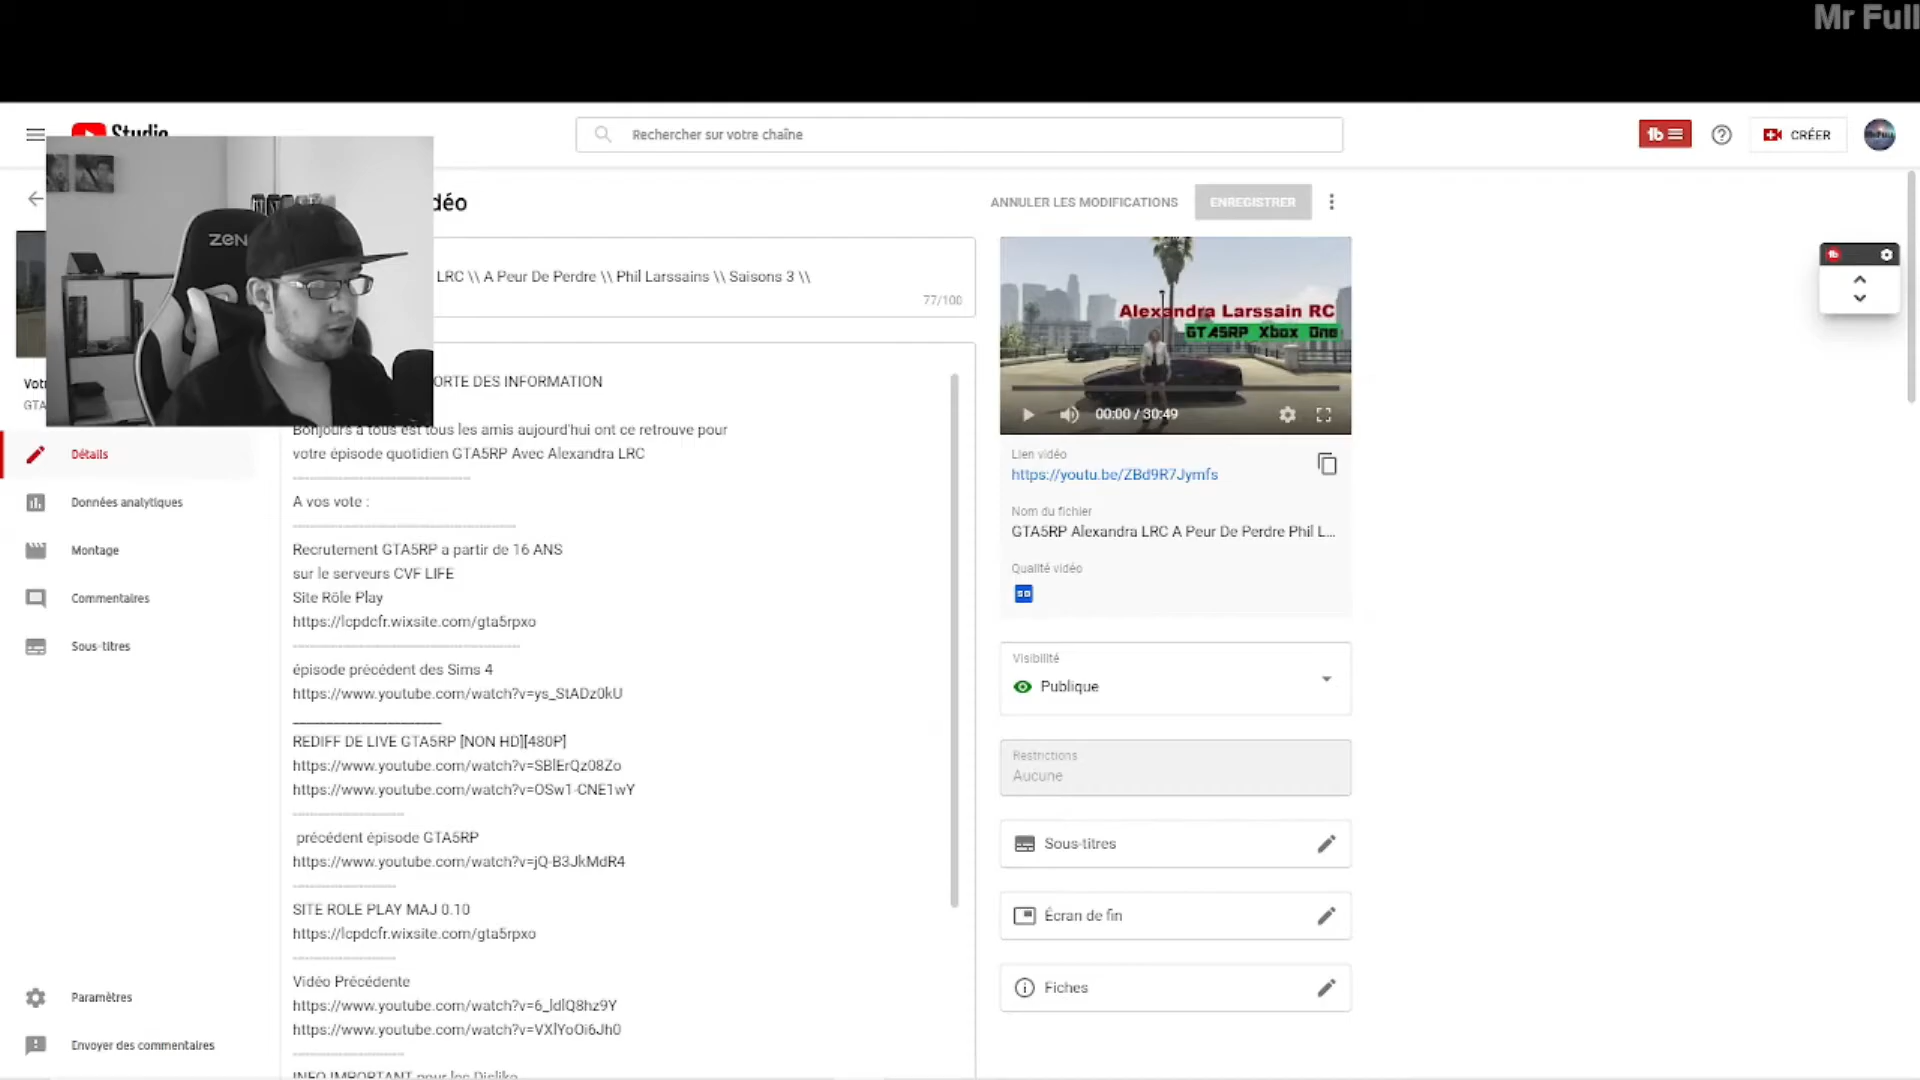 Mr Full
Studio
Rechercher sur votre chaîne
CRÉER
ZEN
déo
ANNULER LES MODIFICATIONS
ENREGISTRER
LRC \\ A Peur De Perdre \\ Phil Larssains \\ Saisons 3 \\
77/100
Alexandra Larssain RC
GTA5RP Xbox One
00:00 / 30:49
Vot
GTA
ORTE DES INFORMATION
Bonjours a tous est tous les amis aujourd'hui ont ce retrouve pour
votre épisode quotidien GTA5RP Avec Alexandra LRC
A vos vote :
Recrutement GTA5RP a partir de 16 ANS
sur le serveurs CVF LIFE
Site Rôle Play
https://lcpdcfr.wixsite.com/gta5rpxo
épisode précédent des Sims 4
https://www.youtube.com/watch?v=ys_StADz0kU
REDIFF DE LIVE GTA5RP [NON HD][480P]
https://www.youtube.com/watch?v=SBlErQz08Zo
https://www.youtube.com/watch?v=OSw1-CNE1wY
précédent épisode GTA5RP
https://www.youtube.com/watch?v=jQ-B3JkMdR4
SITE ROLE PLAY MAJ 0.10
https://lcpdcfr.wixsite.com/gta5rpxo
Vidéo Précédente
https://www.youtube.com/watch?v=6_ldlQ8hz9Y
https://www.youtube.com/watch?v=VXlYoOi6Jh0
INFO IMPORTANT pour les Dislike
Détails
Données analytiques
Montage
Commentaires
Sous-titres
Paramètres
Envoyer des commentaires
Lien vidéo
https://youtu.be/ZBd9R7Jymfs
Nom du fichier
GTA5RP Alexandra LRC A Peur De Perdre Phil L...
Qualité vidéo
SD
Visibilité
Publique
Restrictions
Aucune
Sous-titres
Écran de fin
Fiches